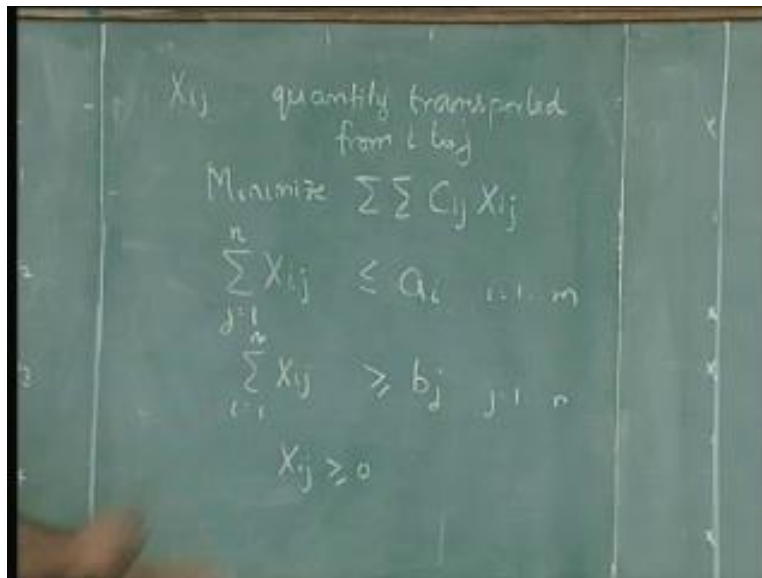 Xij quantity transported
from i to j
Minimize Σ Σ Cij Xij
n
Σ Xij ≤ ai i=1.. m
j=1
m
Σ Xij ≥ bj j=1 n
i=1
Xij ≥ 0